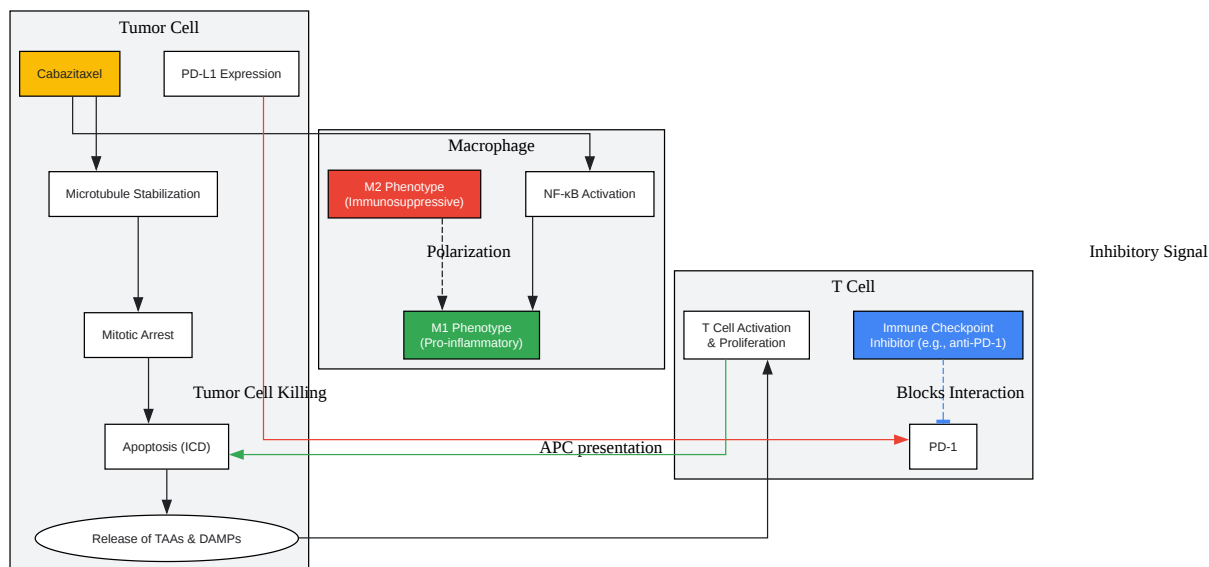 Tumor Cell
Cabazitaxel
PD-L1 Expression
Macrophage
Microtubule Stabilization
M2 Phenotype
(Immunosuppressive)
NF-κB Activation
Polarization
Inhibitory Signal
T Cell
Mitotic Arrest
M1 Phenotype
(Pro-inflammatory)
T Cell Activation
& Proliferation
Immune Checkpoint
Inhibitor (e.g., anti-PD-1)
Tumor Cell Killing
Blocks Interaction
Apoptosis (ICD)
APC presentation
PD-1
Release of TAAs & DAMPs